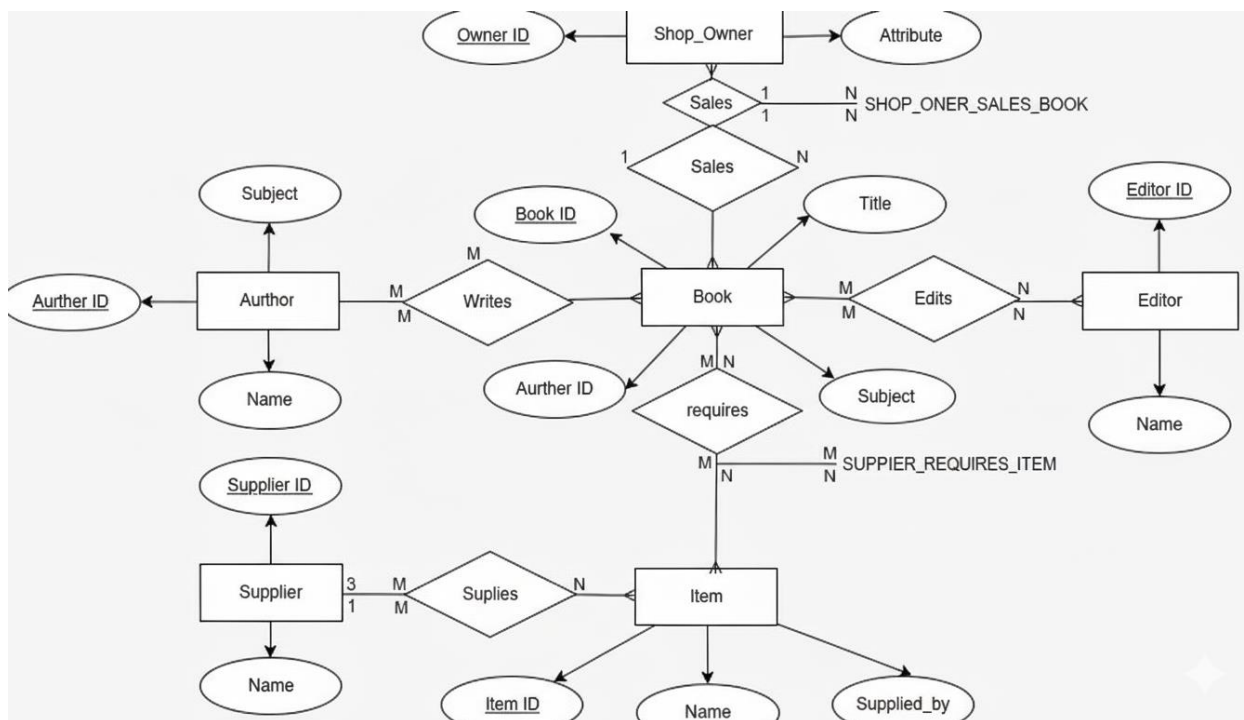 Owner ID
Shop_Owner
Attribute
Sales
1
1
N
N
SHOP_ONER_SALES_BOOK
1
Sales
N
Subject
Book ID
Title
Editor ID
Aurther ID
Aurthor
M
M
M
Writes
Book
M
M
Edits
N
N
Editor
Name
Aurther ID
M
N
requires
Subject
Name
M
N
M
N
SUPPIER_REQUIRES_ITEM
Supplier ID
Supplier
3
1
M
M
Suplies
N
Item
Name
Item ID
Name
Supplied_by